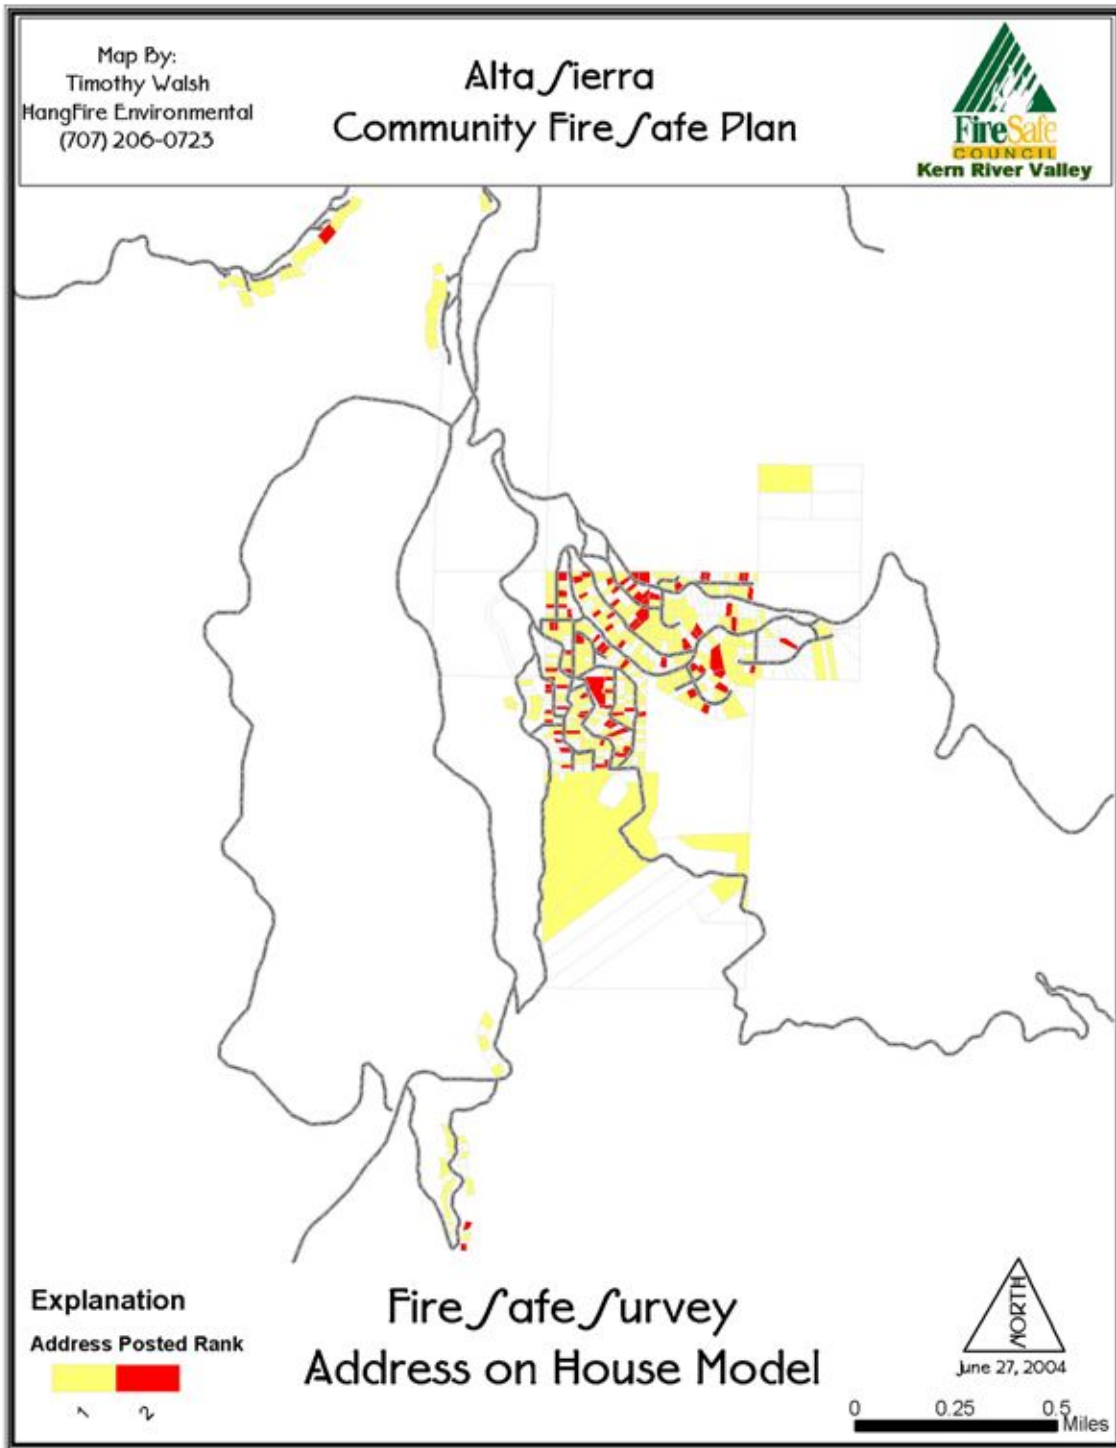 Map By:
Timothy Walsh
HangFire Environmental
(707) 206-0723
Alta Sierra
Community Fire Safe Plan
FireSafe
COUNCIL
Kern River Valley
Explanation
Address Posted Rank
1
2
Fire Safe Survey
Address on House Model
NORTH
June 27, 2004
0 0.25 0.5
Miles